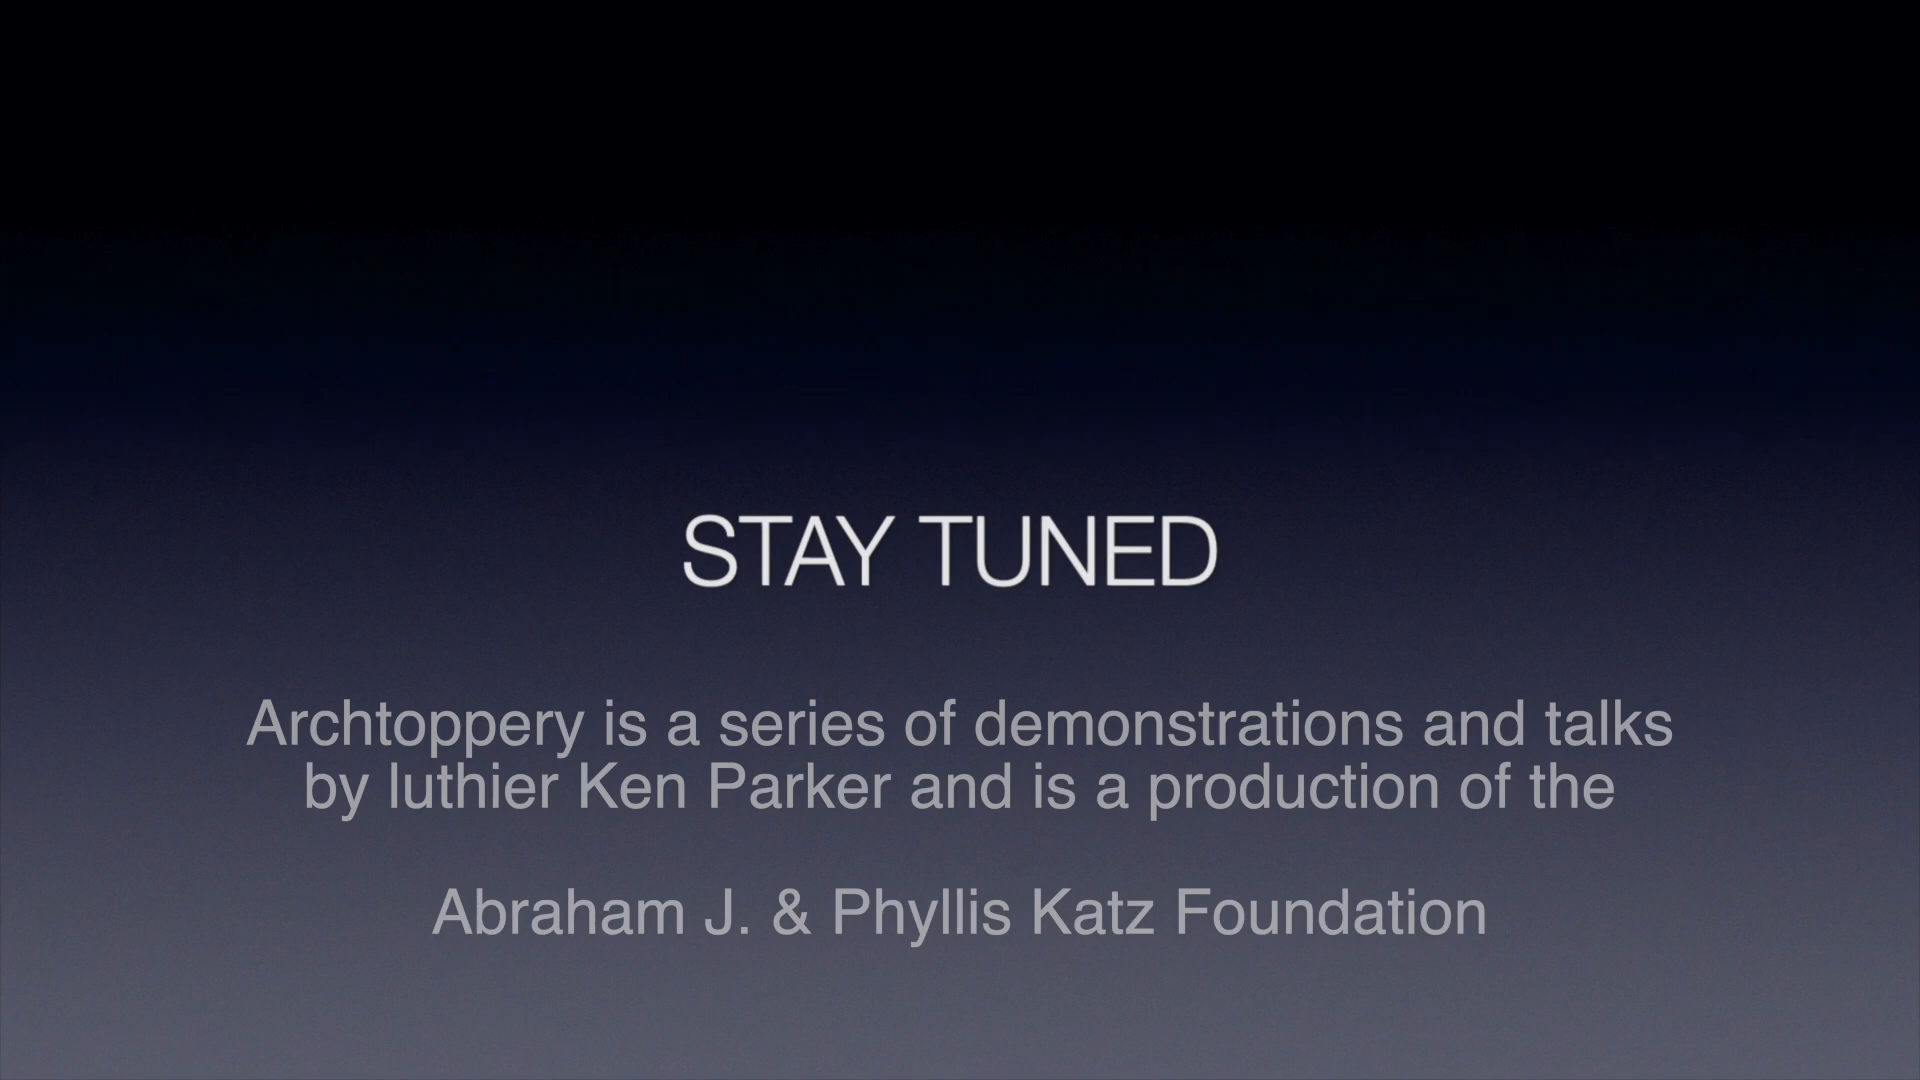 STAY TUNED
Archtoppery is a series of demonstrations and talks
by luthier Ken Parker and is a production of the
Abraham J. & Phyllis Katz Foundation